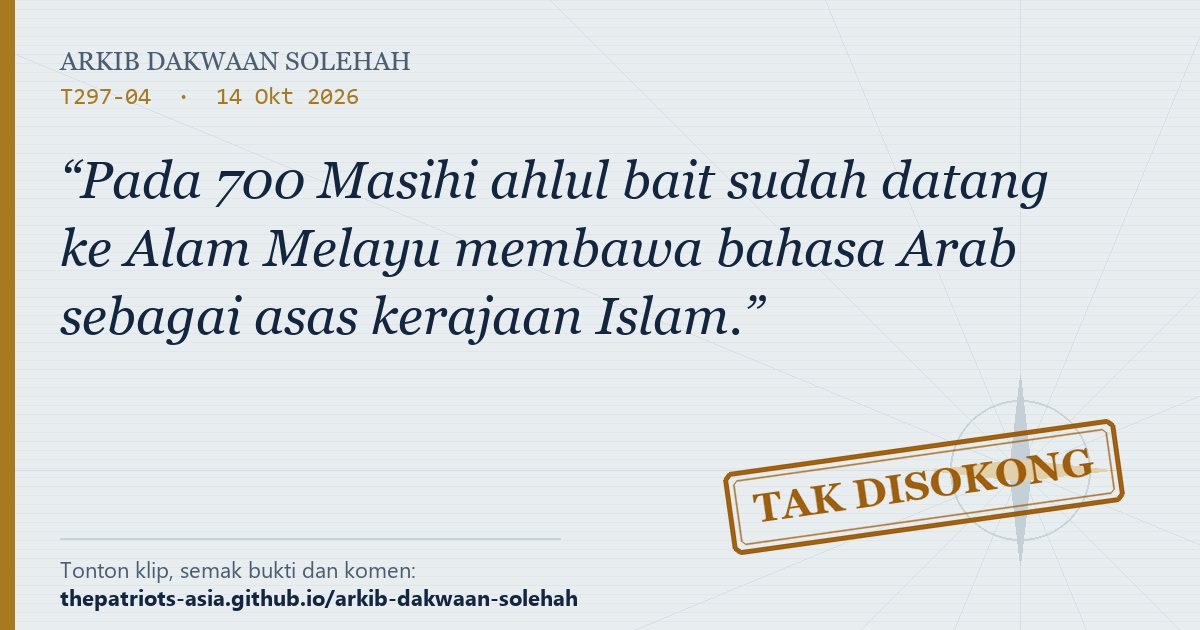 ARKIB DAKWAAN SOLEHAH
T297-04 · 14 Okt 2026
“Pada 700 Masihi ahlul bait sudah datang
ke Alam Melayu membawa bahasa Arab
sebagai asas kerajaan Islam.”
TAK DISOKONG
Tonton klip, semak bukti dan komen:
thepatriots-asia.github.io/arkib-dakwaan-solehah